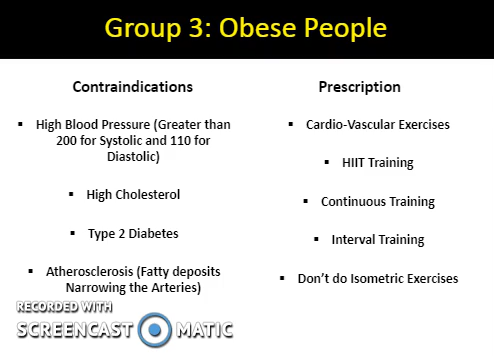 Group 3: Obese People
Contraindications
▪ High Blood Pressure (Greater than
200 for Systolic and 110 for
Diastolic)
▪ High Cholesterol
▪ Type 2 Diabetes
▪ Atherosclerosis (Fatty deposits
Narrowing the Arteries)
Prescription
▪ Cardio-Vascular Exercises
▪ HIIT Training
▪ Continuous Training
▪ Interval Training
▪ Don't do Isometric Exercises
RECORDED WITH
SCREENCAST MATIC